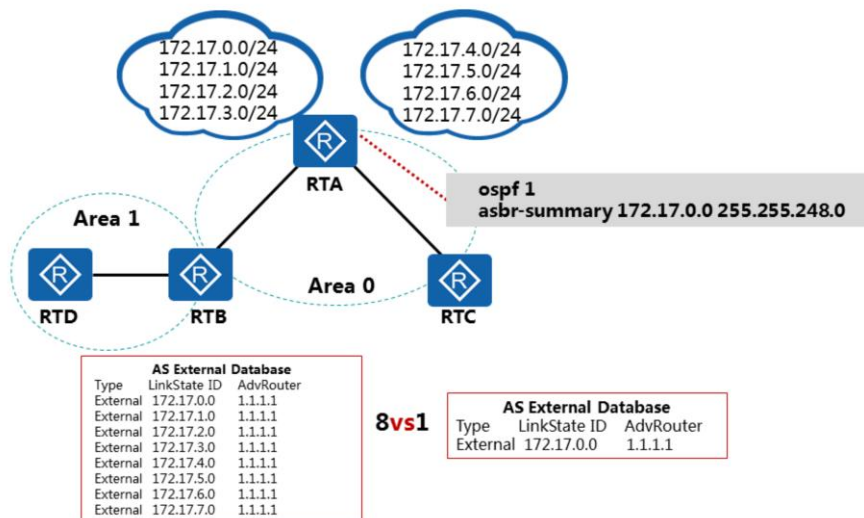 172.17.0.0/24
172.17.1.0/24
172.17.2.0/24
172.17.3.0/24
172.17.4.0/24
172.17.5.0/24
172.17.6.0/24
172.17.7.0/24
R
RTA
ospf 1
asbr-summary 172.17.0.0 255.255.248.0
Area 1
R
RTD
R
RTB
Area 0
R
RTC
AS External Database
Type LinkState ID AdvRouter
External 172.17.0.0 1.1.1.1
External 172.17.1.0 1.1.1.1
External 172.17.2.0 1.1.1.1
External 172.17.3.0 1.1.1.1
External 172.17.4.0 1.1.1.1
External 172.17.5.0 1.1.1.1
External 172.17.6.0 1.1.1.1
External 172.17.7.0 1.1.1.1
8vs1
AS External Database
Type LinkState ID AdvRouter
External 172.17.0.0 1.1.1.1